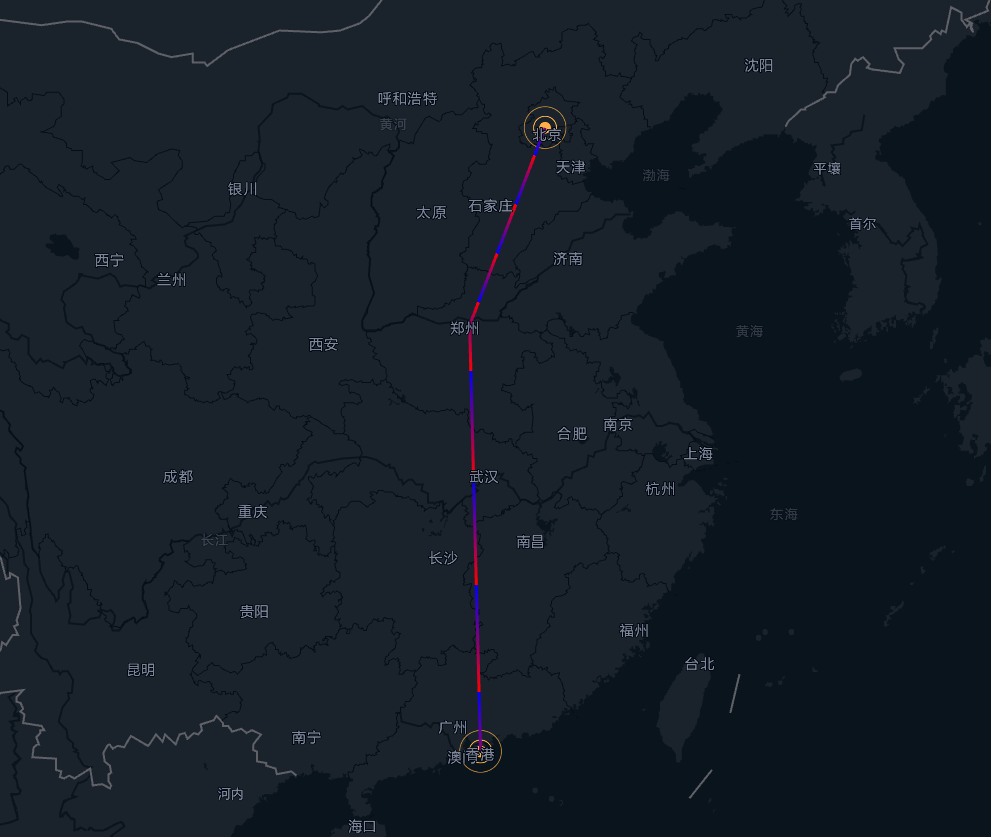 沈阳
呼和浩特
黄河
北京
天津
平壤
渤海
银川
石家庄
太原
首尔
西宁
济南
兰州
郑州
黄海
西安
南京
合肥
上海
成都
武汉
杭州
重庆
东海
长江
南昌
长沙
贵阳
福州
台北
昆明
广州
南宁
香港
澳门
河内
海口